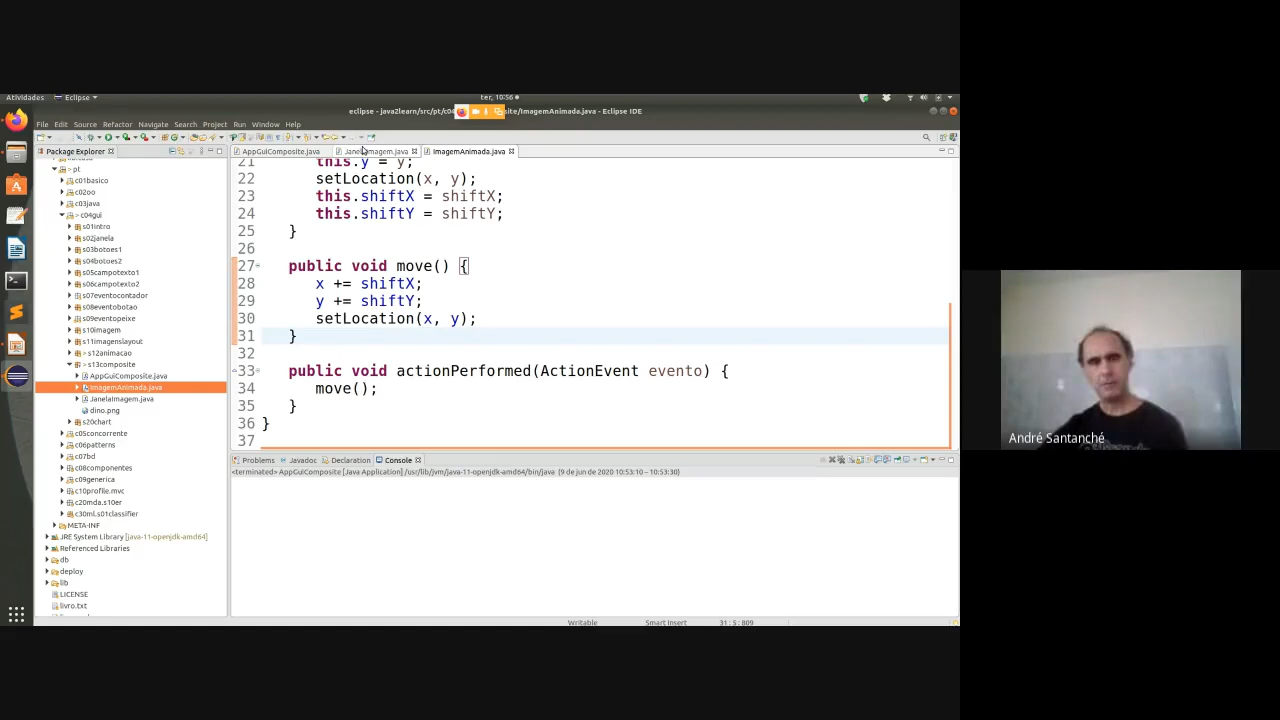 Atividades
Eclipse
ter, 10:56
eclipse - java2learn/src/pt/c04
site/ImagemAnimada.java - Eclipse IDE
File Edit Source Refactor Navigate Search Project Run Window Help
Package Explorer
AppGuiComposite.java
JanelaImagem.java
ImagemAnimada.java
pt
c01basico
c02oo
c03java
c04gui
s01intro
s02janela
s03botoes1
s04botoes2
s05campotexto1
s06campotexto2
s07eventocontador
s08eventobotao
s09eventopeixe
s10imagem
s11imagenslayout
s12animacao
s13composite
AppGuiComposite.java
ImagemAnimada.java
JanelaImagem.java
dino.png
s20chart
c05concorrente
c06patterns
c07bd
c08componentes
c09generica
c10profile.mvc
c20mda.s10er
c30ml.s01classifier
META-INF
JRE System Library [java-11-openjdk-amd64]
Referenced Libraries
db
deploy
lib
LICENSE
livro.txt
21 this.y = y;
22 setLocation(x, y);
23 this.shiftX = shiftX;
24 this.shiftY = shiftY;
25 }
26
27 public void move() {
28 x += shiftX;
29 y += shiftY;
30 setLocation(x, y);
31 }
32
33 public void actionPerformed(ActionEvent evento) {
34 move();
35 }
36 }
37
Problems Javadoc Declaration Console
<terminated> AppGuiComposite [Java Application] /usr/lib/jvm/java-11-openjdk-amd64/bin/java (9 de jun de 2020 10:53:10 – 10:53:30)
Writable Smart Insert 31 : 5 : 809
André Santanchè